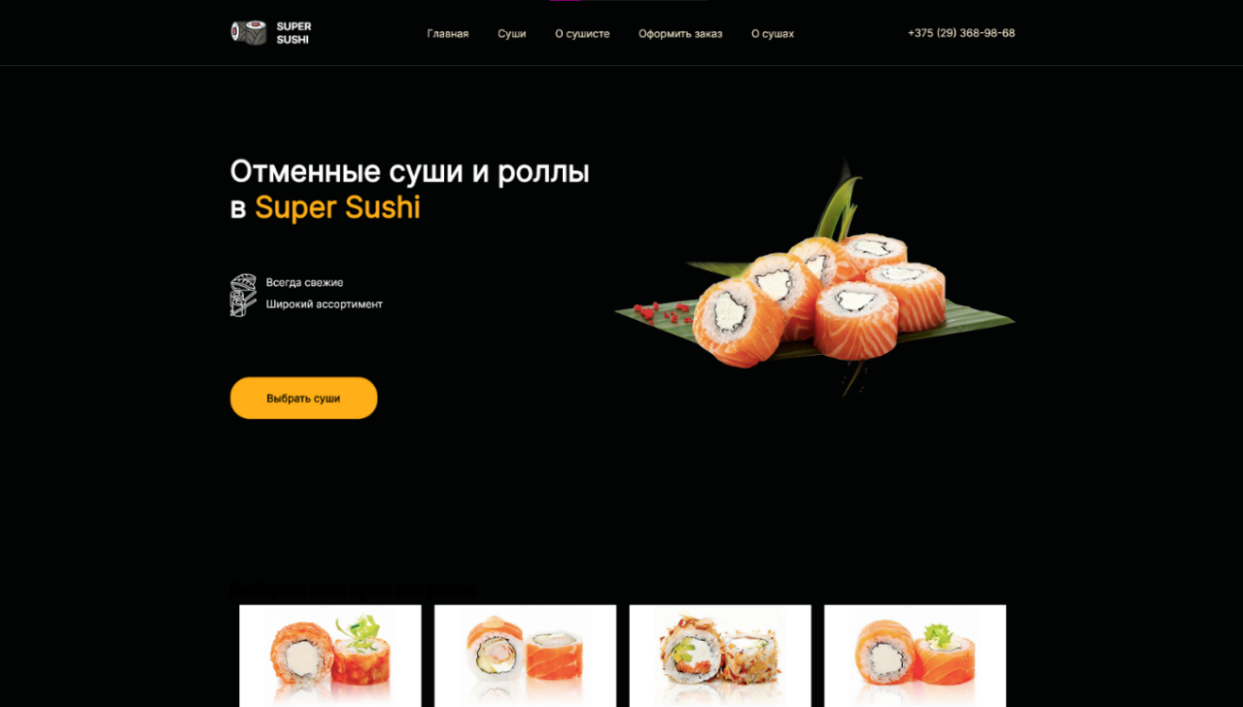 SUPER
SUSHI
Главная Суши О сушисте Оформить заказ О сушах
+375 (29) 368-98-68
Отменные суши и роллы
в Super Sushi
Всегда свежие
Широкий ассортимент
Выбрать суши